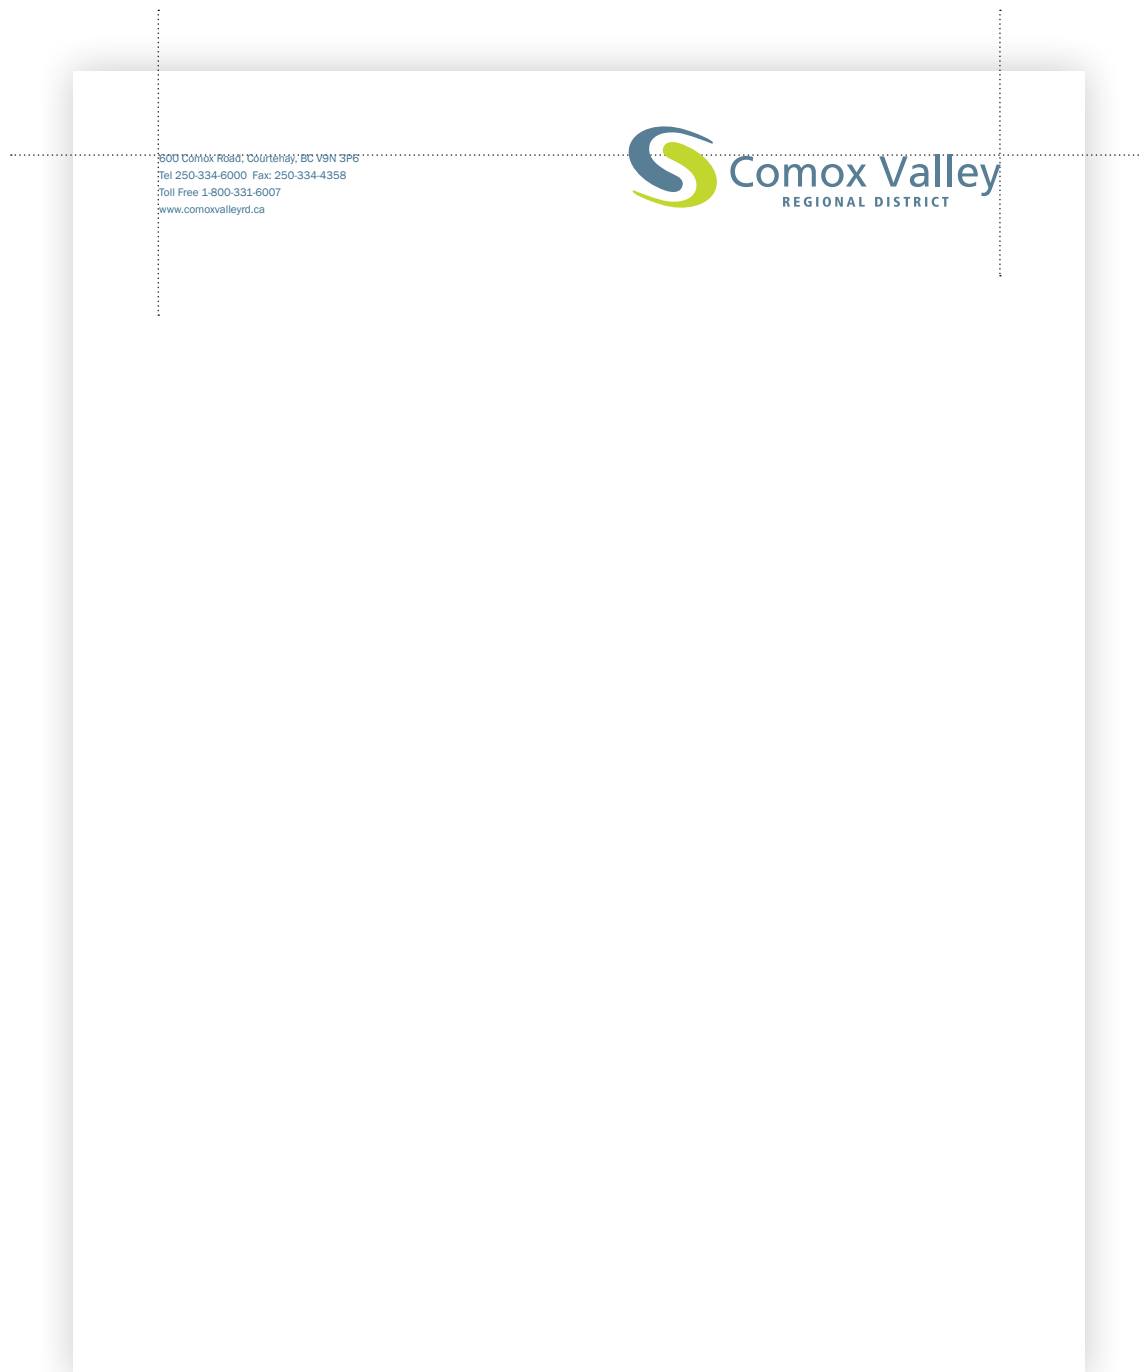 600 Comox Road, Courtenay, BC V9N 3P6
Tel 250-334-6000 Fax: 250-334-4358
Toll Free 1-800-331-6007
www.comoxvalleyrd.ca
Comox Valley
REGIONAL DISTRICT